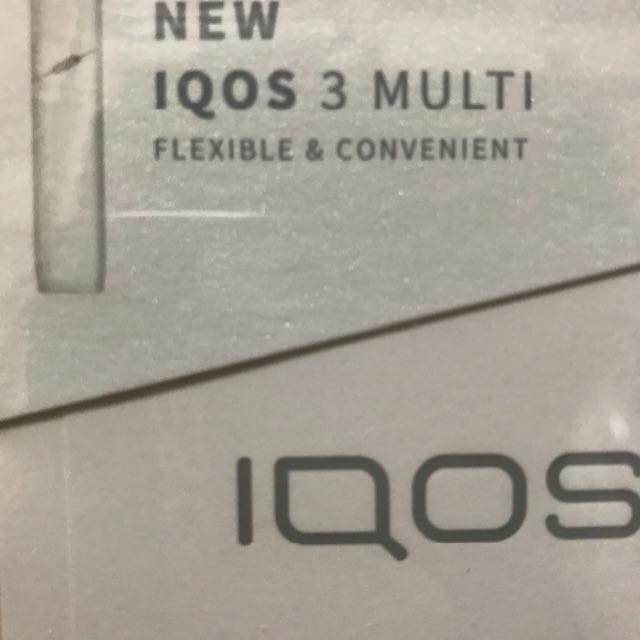 NEW
IQOS 3 MULTI
FLEXIBLE & CONVENIENT
IQOS